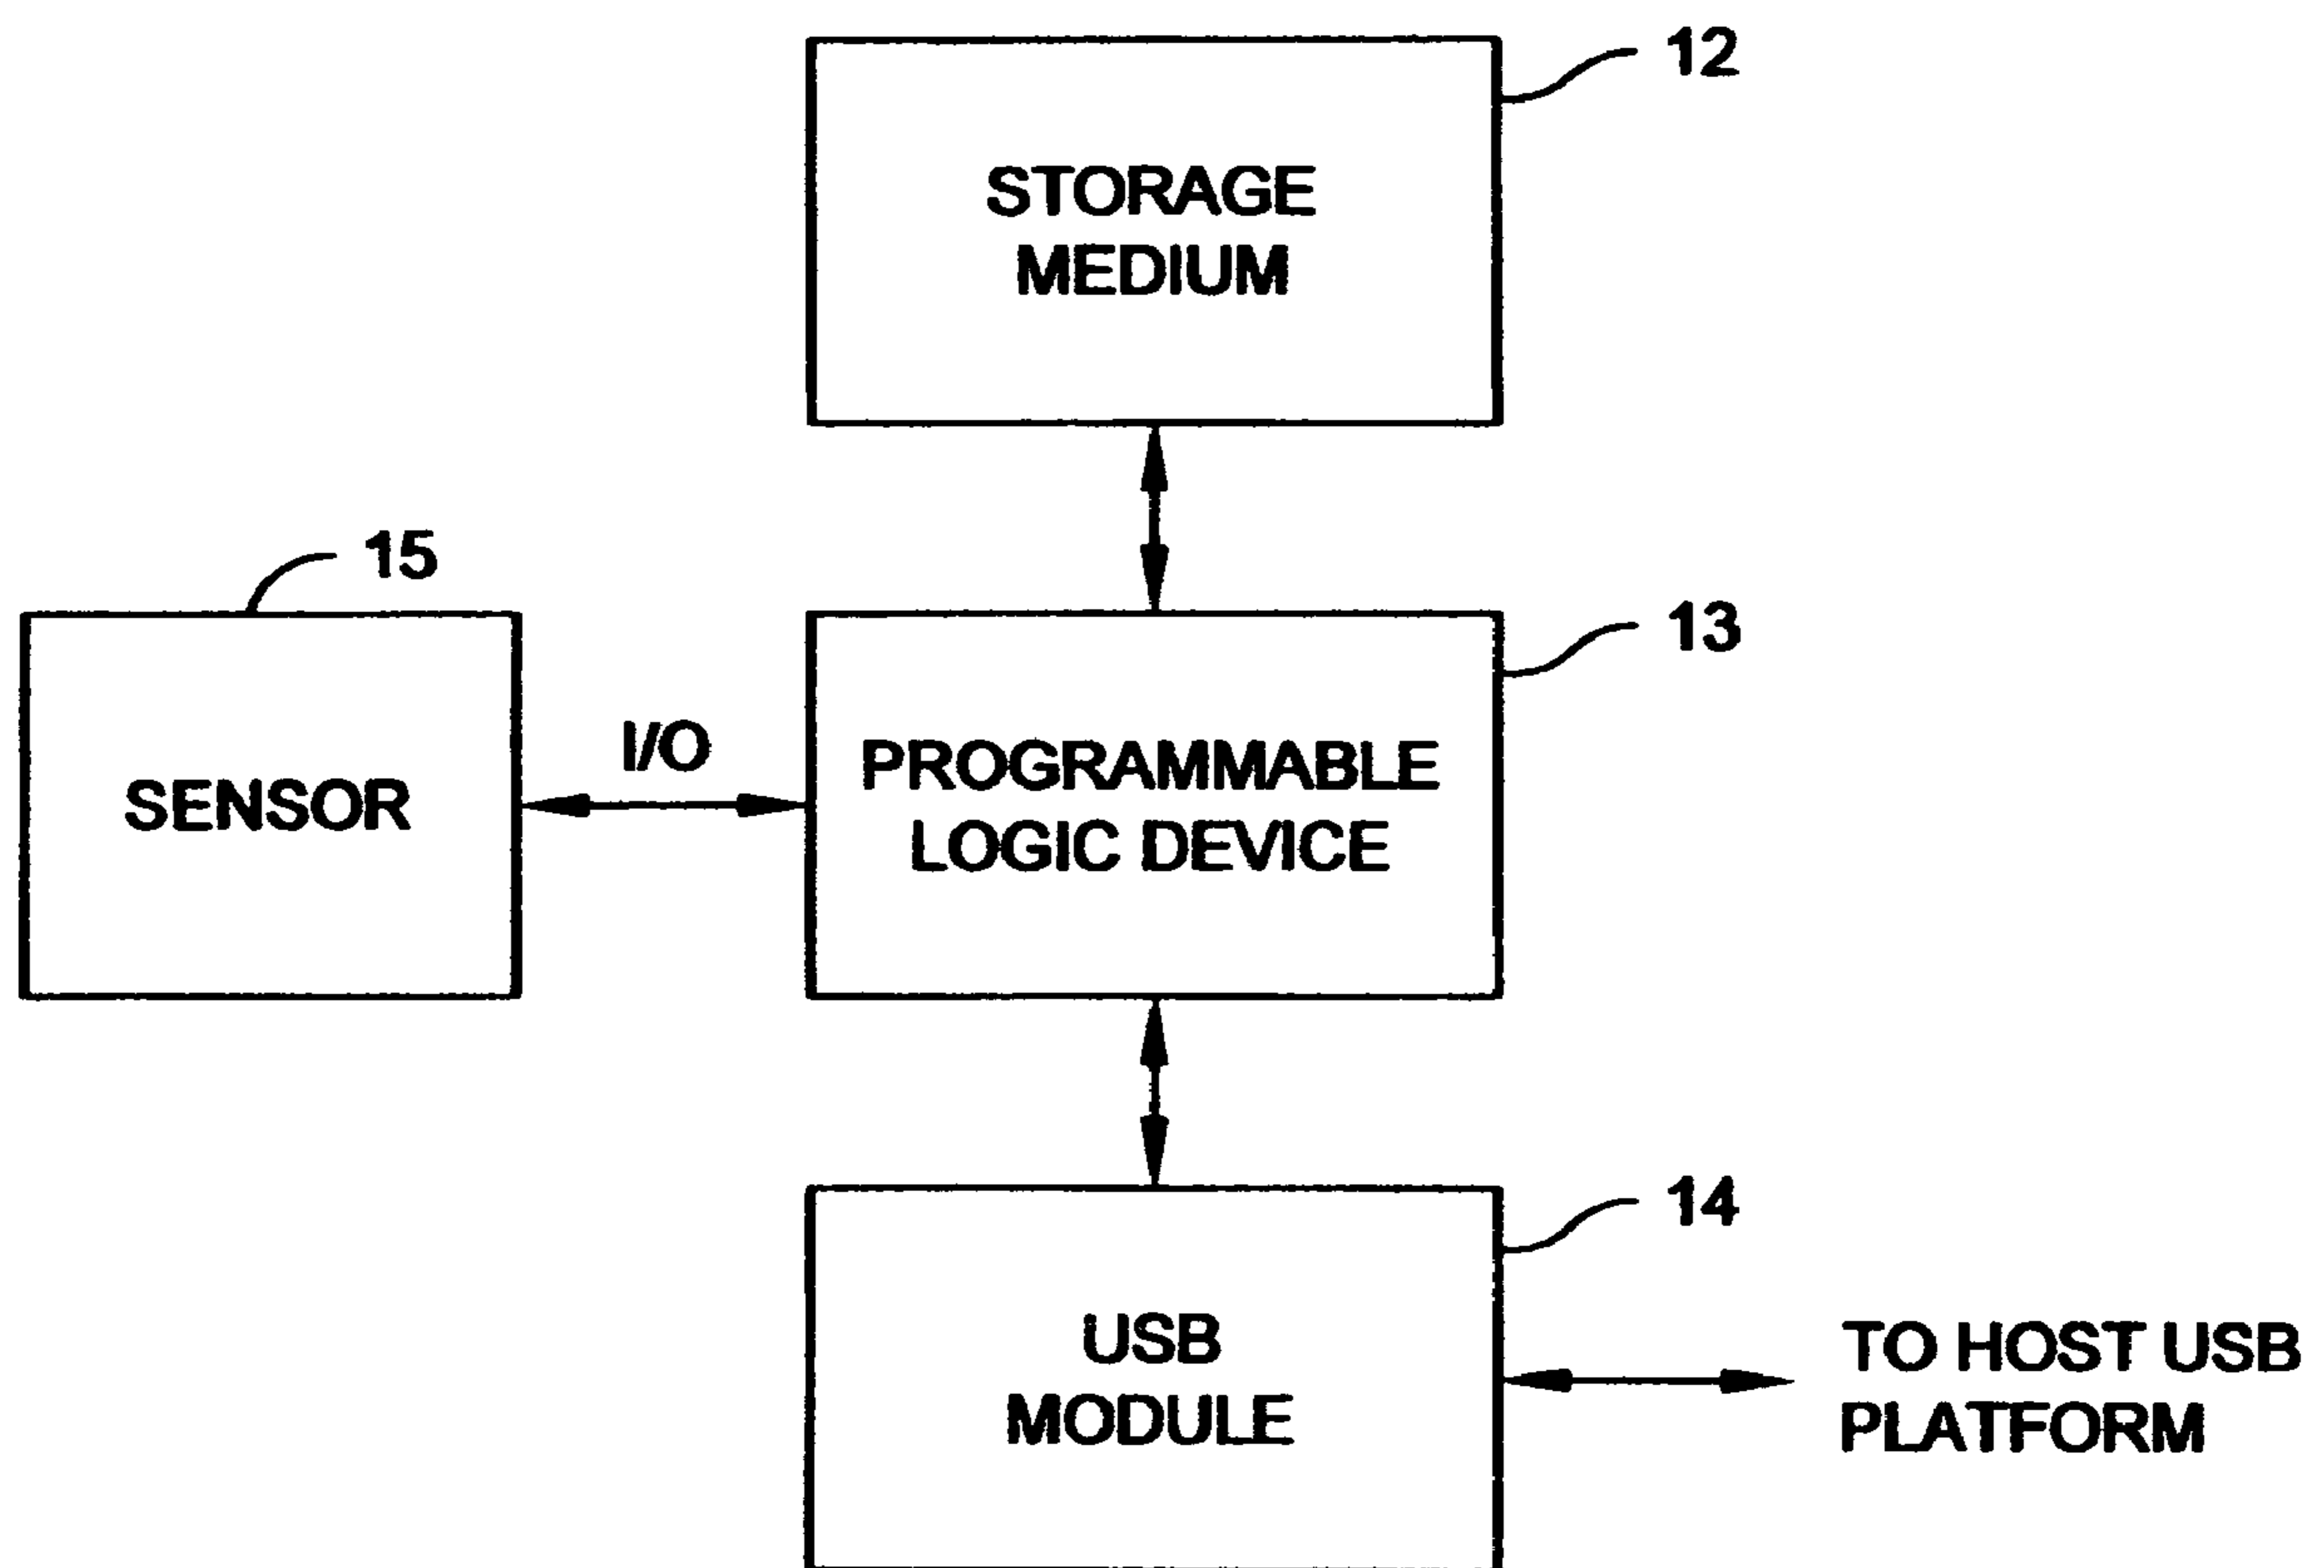 12
STORAGE
MEDIUM
15
13
I/O
SENSOR
PROGRAMMABLE
LOGIC DEVICE
14
USB
MODULE
TO HOST USB
PLATFORM